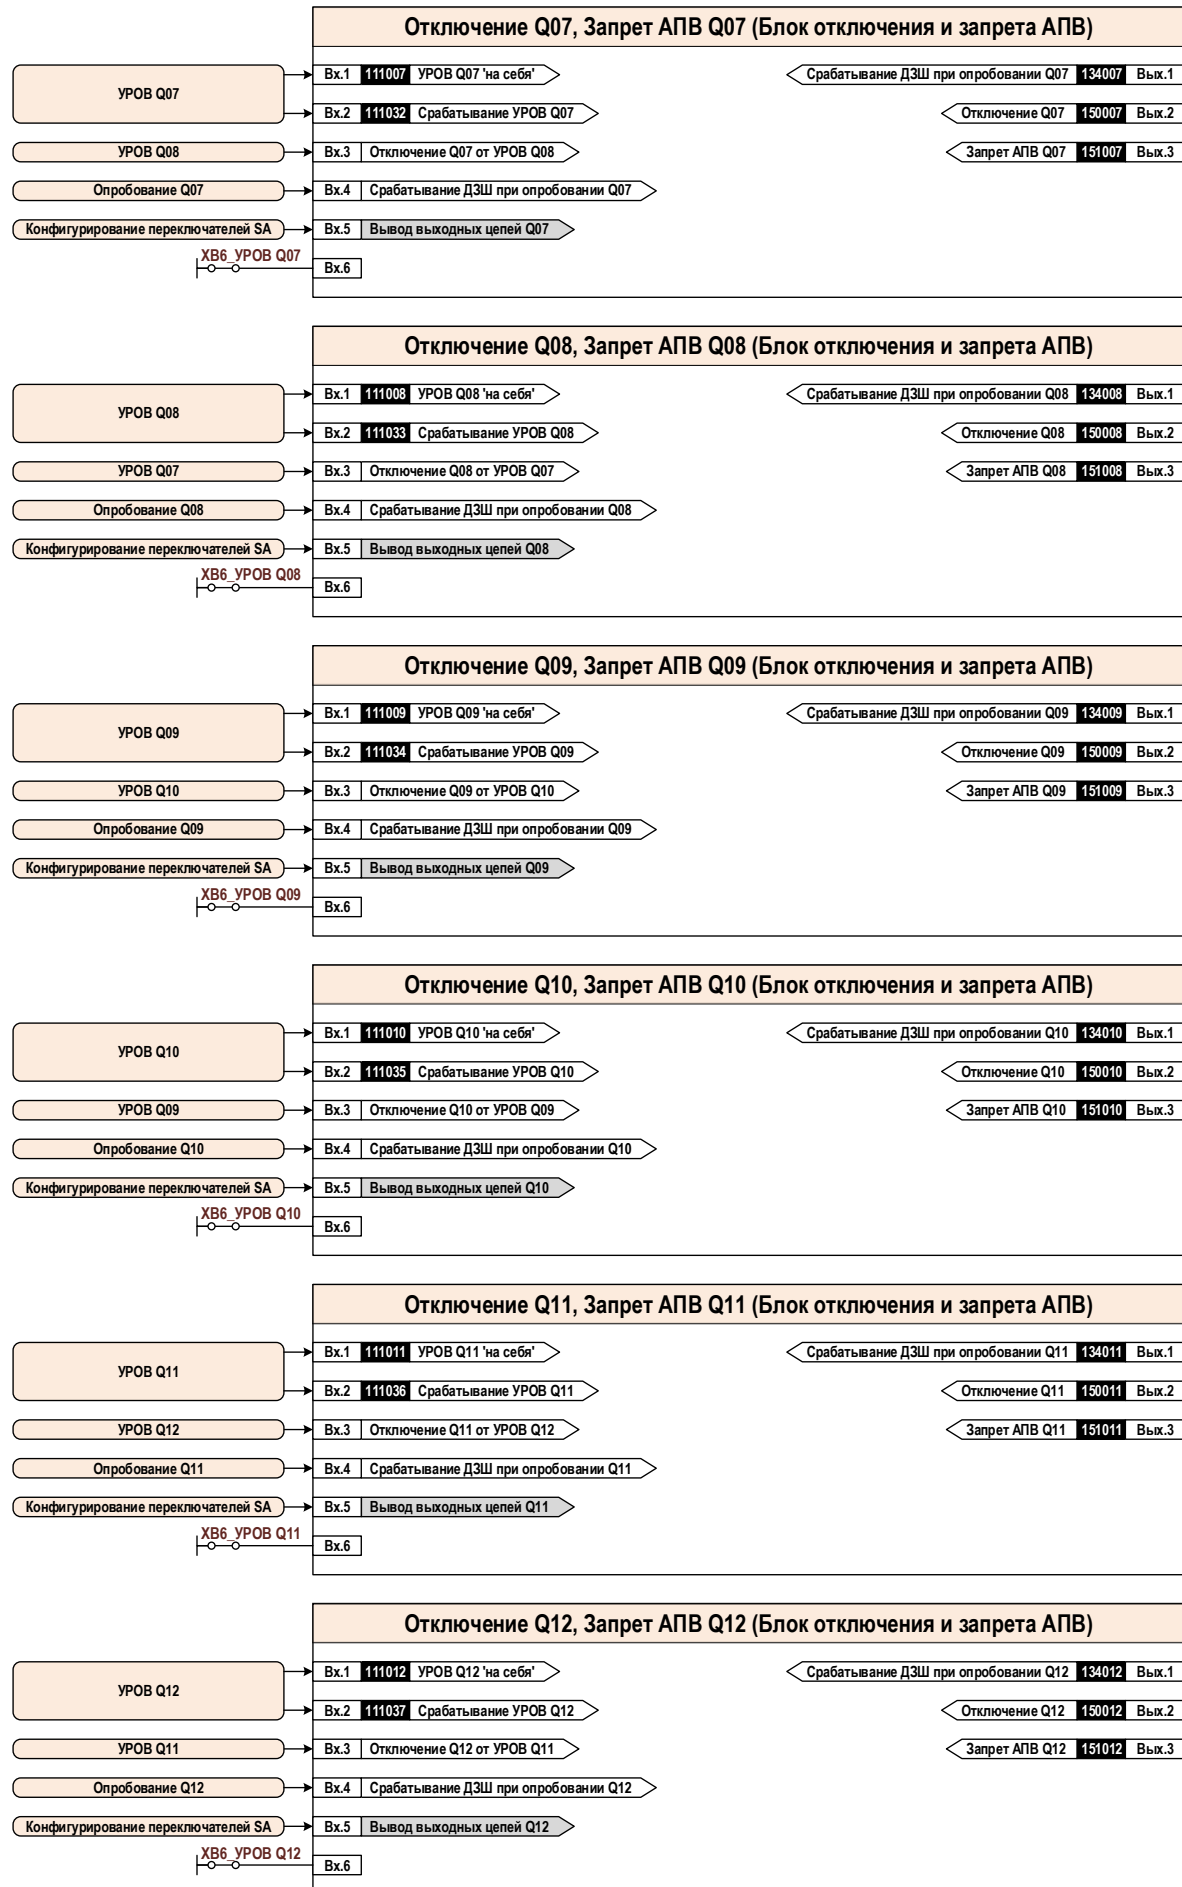 Отключение Q07, Запрет АПВ Q07 (Блок отключения и запрета АПВ)
УРОВ Q07
Вх.1 111007 УРОВ Q07 'на себя'
Срабатывание ДЗШ при опробовании Q07 134007 Вых.1
Вх.2 111032 Срабатывание УРОВ Q07
Отключение Q07 150007 Вых.2
УРОВ Q08
Вх.3 Отключение Q07 от УРОВ Q08
Запрет АПВ Q07 151007 Вых.3
Опробование Q07
Вх.4 Срабатывание ДЗШ при опробовании Q07
Конфигурирование переключателей SA
Вх.5 Вывод выходных цепей Q07
XB6_УРОВ Q07
Вх.6
Отключение Q08, Запрет АПВ Q08 (Блок отключения и запрета АПВ)
УРОВ Q08
Вх.1 111008 УРОВ Q08 'на себя'
Срабатывание ДЗШ при опробовании Q08 134008 Вых.1
Вх.2 111033 Срабатывание УРОВ Q08
Отключение Q08 150008 Вых.2
УРОВ Q07
Вх.3 Отключение Q08 от УРОВ Q07
Запрет АПВ Q08 151008 Вых.3
Опробование Q08
Вх.4 Срабатывание ДЗШ при опробовании Q08
Конфигурирование переключателей SA
Вх.5 Вывод выходных цепей Q08
XB6_УРОВ Q08
Вх.6
Отключение Q09, Запрет АПВ Q09 (Блок отключения и запрета АПВ)
УРОВ Q09
Вх.1 111009 УРОВ Q09 'на себя'
Срабатывание ДЗШ при опробовании Q09 134009 Вых.1
Вх.2 111034 Срабатывание УРОВ Q09
Отключение Q09 150009 Вых.2
УРОВ Q10
Вх.3 Отключение Q09 от УРОВ Q10
Запрет АПВ Q09 151009 Вых.3
Опробование Q09
Вх.4 Срабатывание ДЗШ при опробовании Q09
Конфигурирование переключателей SA
Вх.5 Вывод выходных цепей Q09
XB6_УРОВ Q09
Вх.6
Отключение Q10, Запрет АПВ Q10 (Блок отключения и запрета АПВ)
УРОВ Q10
Вх.1 111010 УРОВ Q10 'на себя'
Срабатывание ДЗШ при опробовании Q10 134010 Вых.1
Вх.2 111035 Срабатывание УРОВ Q10
Отключение Q10 150010 Вых.2
УРОВ Q09
Вх.3 Отключение Q10 от УРОВ Q09
Запрет АПВ Q10 151010 Вых.3
Опробование Q10
Вх.4 Срабатывание ДЗШ при опробовании Q10
Конфигурирование переключателей SA
Вх.5 Вывод выходных цепей Q10
XB6_УРОВ Q10
Вх.6
Отключение Q11, Запрет АПВ Q11 (Блок отключения и запрета АПВ)
УРОВ Q11
Вх.1 111011 УРОВ Q11 'на себя'
Срабатывание ДЗШ при опробовании Q11 134011 Вых.1
Вх.2 111036 Срабатывание УРОВ Q11
Отключение Q11 150011 Вых.2
УРОВ Q12
Вх.3 Отключение Q11 от УРОВ Q12
Запрет АПВ Q11 151011 Вых.3
Опробование Q11
Вх.4 Срабатывание ДЗШ при опробовании Q11
Конфигурирование переключателей SA
Вх.5 Вывод выходных цепей Q11
XB6_УРОВ Q11
Вх.6
Отключение Q12, Запрет АПВ Q12 (Блок отключения и запрета АПВ)
УРОВ Q12
Вх.1 111012 УРОВ Q12 'на себя'
Срабатывание ДЗШ при опробовании Q12 134012 Вых.1
Вх.2 111037 Срабатывание УРОВ Q12
Отключение Q12 150012 Вых.2
УРОВ Q11
Вх.3 Отключение Q12 от УРОВ Q11
Запрет АПВ Q12 151012 Вых.3
Опробование Q12
Вх.4 Срабатывание ДЗШ при опробовании Q12
Конфигурирование переключателей SA
Вх.5 Вывод выходных цепей Q12
XB6_УРОВ Q12
Вх.6